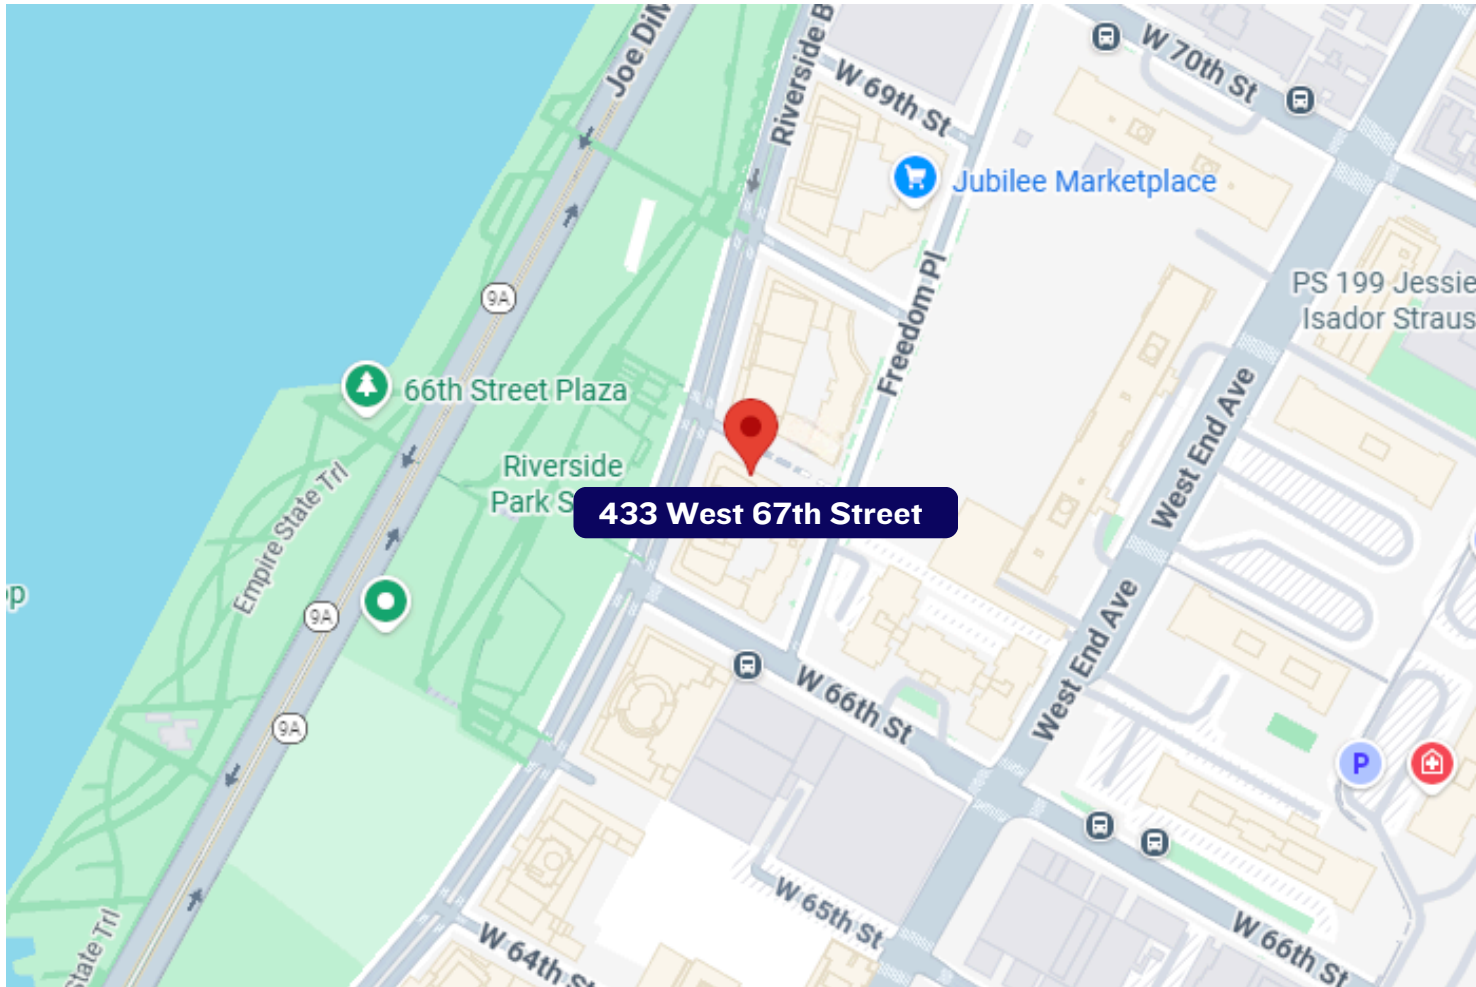 Joe DiM
Riverside B
W 70th St
W 69th St
Jubilee Marketplace
Freedom Pl
PS 199 Jessie
Isador Straus
9A
66th Street Plaza
West End Ave
Riverside
Park S
433 West 67th Street
Empire State Trl
op
9A
West End Ave
W 66th St
9A
P
W 65th St
W 66th St
W 64th St
State Trl